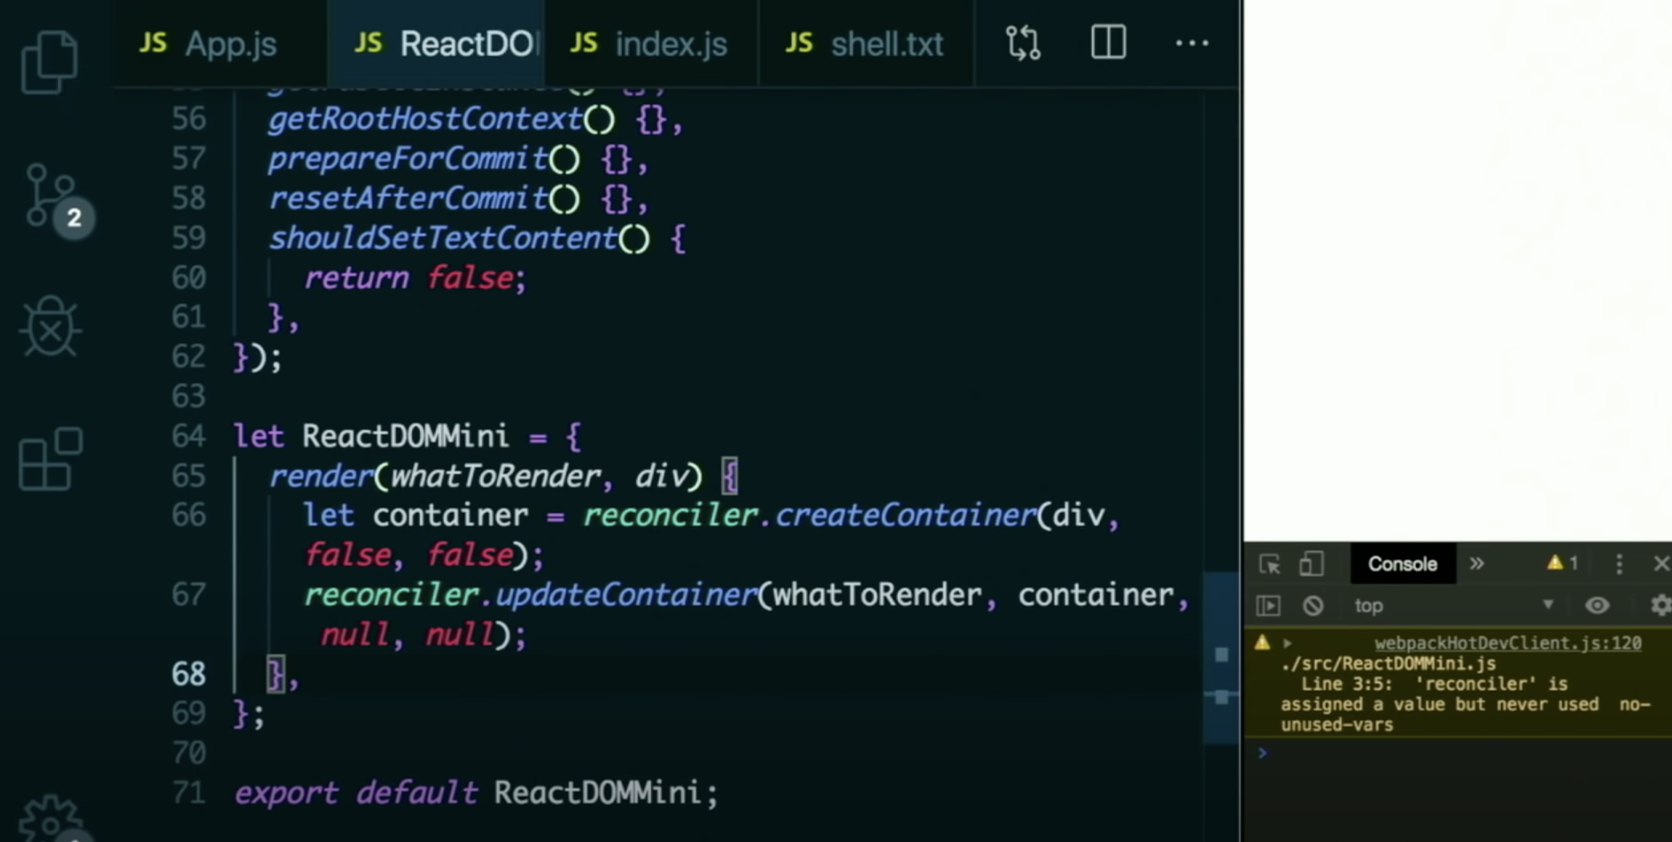 JS App.js
JS ReactDO
JS index.js
JS shell.txt
2
56 getRootHostContext() {},
57 prepareForCommit() {},
58 resetAfterCommit() {},
59 shouldSetTextContent() {
60 return false;
61 },
62 });
63
64 let ReactDOMMini = {
65 render(whatToRender, div) {
66 let container = reconciler.createContainer(div,
false, false);
67 reconciler.updateContainer(whatToRender, container,
null, null);
68 },
69 };
70
71 export default ReactDOMMini;
Console » 1
top
webpackHotDevClient.js:120
./src/ReactDOMMini.js
Line 3:5: 'reconciler' is
assigned a value but never used no-
unused-vars
>